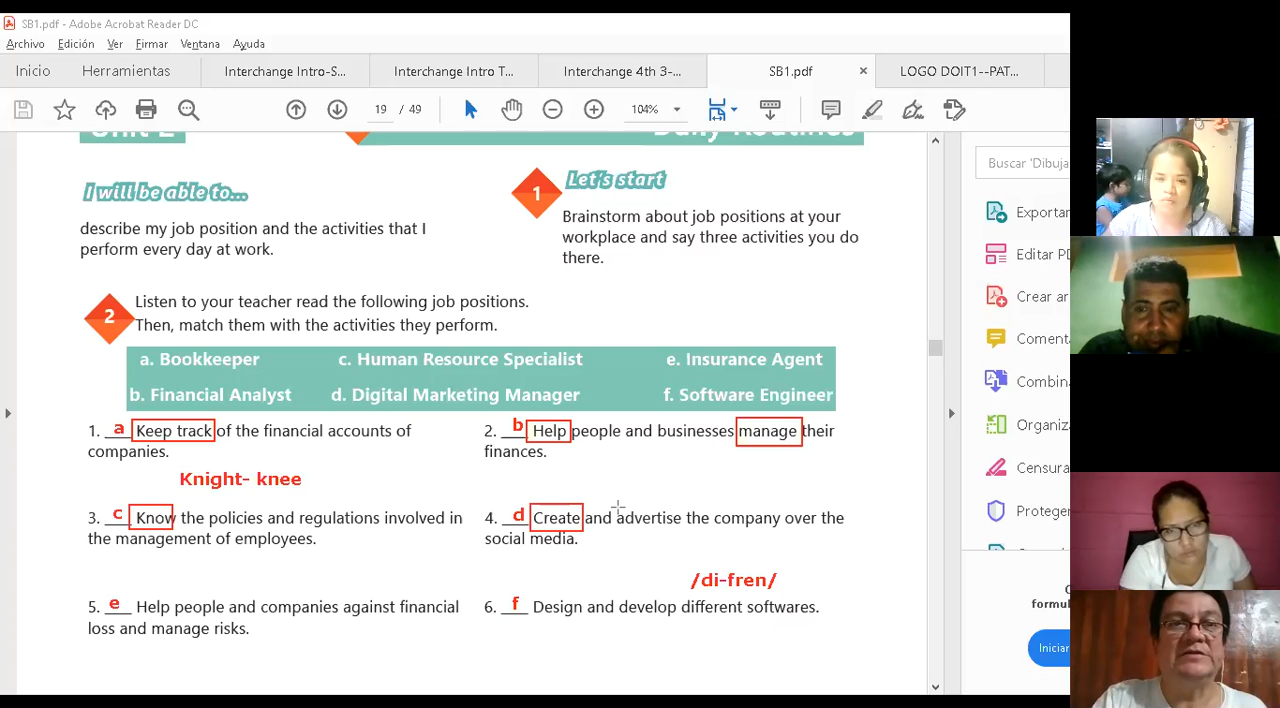 SB1.pdf - Adobe Acrobat Reader DC
Archivo Edición Ver Firmar Ventana Ayuda
Inicio Herramientas Interchange Intro-S... Interchange Intro T... Interchange 4th 3-... SB1.pdf × LOGO DOIT1--PAT...
19 / 49 104%
Unit 2 Daily Routines
I will be able to...
describe my job position and the activities that I
perform every day at work.
1 Let's start
Brainstorm about job positions at your
workplace and say three activities you do
there.
2 Listen to your teacher read the following job positions.
Then, match them with the activities they perform.
a. Bookkeeper c. Human Resource Specialist e. Insurance Agent
b. Financial Analyst d. Digital Marketing Manager f. Software Engineer
1. a Keep track of the financial accounts of
companies.
2. b Help people and businesses manage their
finances.
Knight- knee
3. c Know the policies and regulations involved in
the management of employees.
4. d Create and advertise the company over the
social media.
/di-fren/
5. e Help people and companies against financial
loss and manage risks.
6. f Design and develop different softwares.
Buscar 'Dibuja
Exportar
Editar PD
Crear ar
Comenta
Combina
Organiz
Censura
Proteger
formul
Iniciar